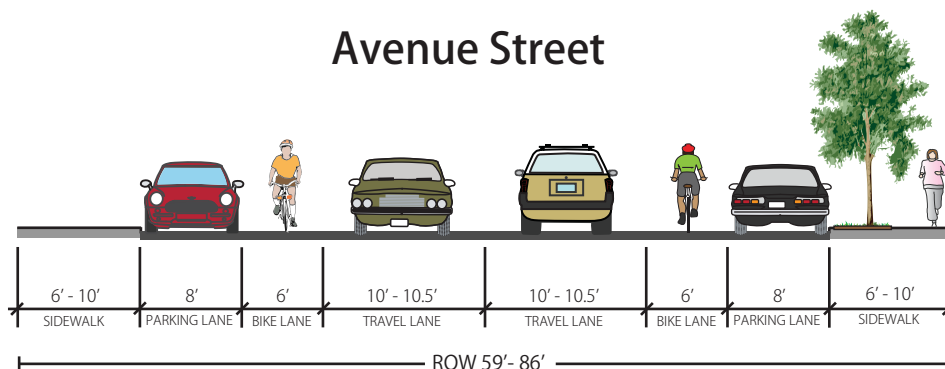 Avenue Street
6’ - 10’ 8’ 6’ 10’ - 10.5’ 10’ - 10.5’ 6’ 8’ 6’ - 10’
SIDEWALK PARKING LANE BIKE LANE TRAVEL LANE TRAVEL LANE BIKE LANE PARKING LANE SIDEWALK
ROW 59’- 86’